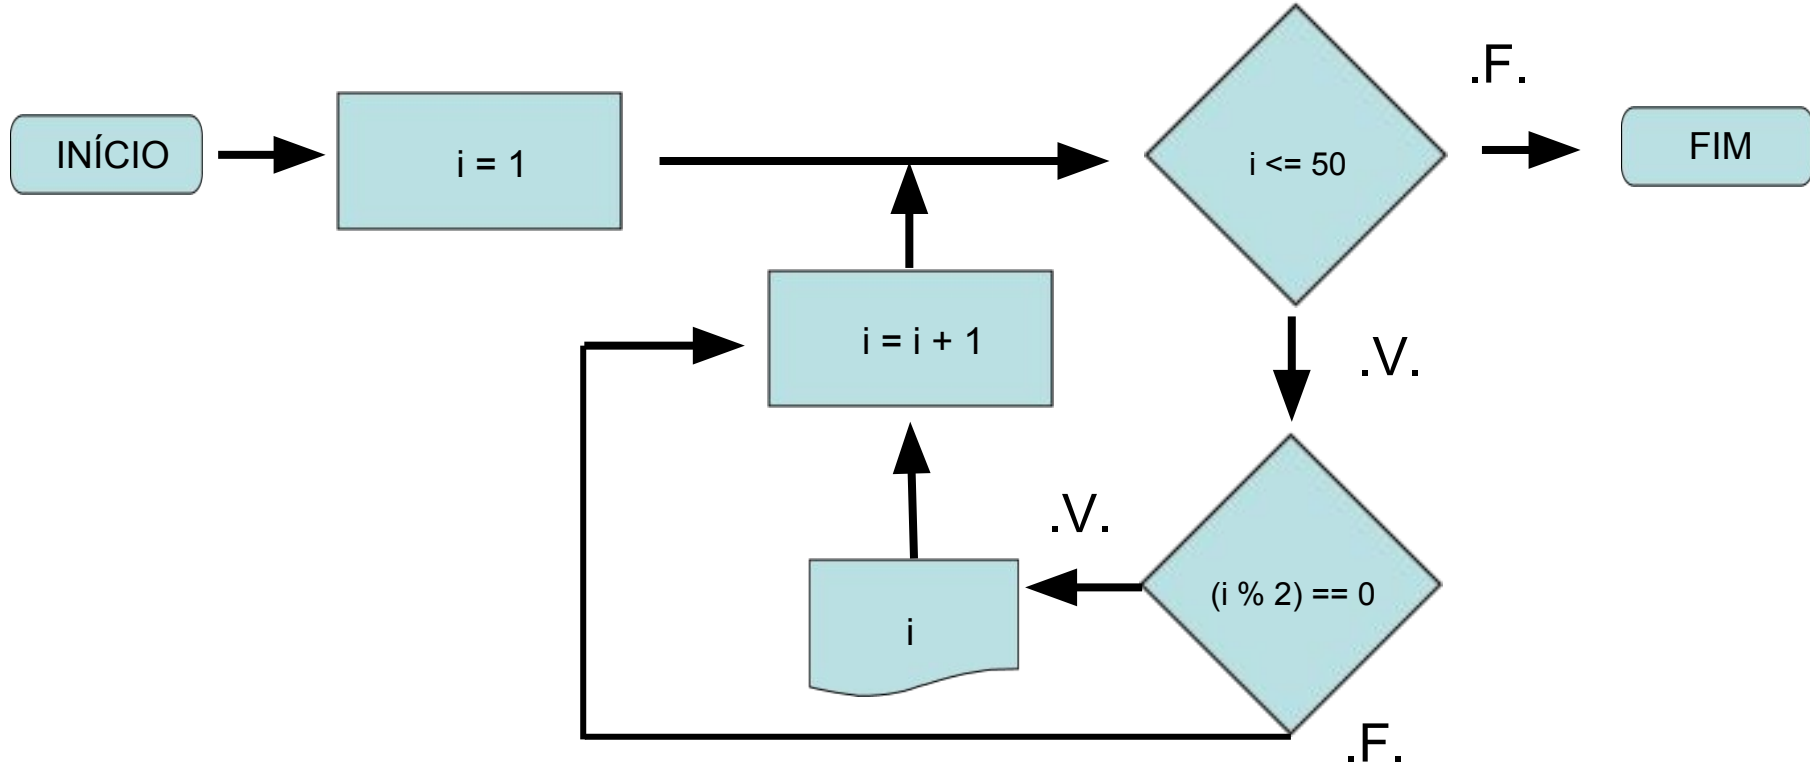 INÍCIO
i = 1
i <= 50
.F.
FIM
i = i + 1
.V.
.V.
(i % 2) == 0
i
.F.